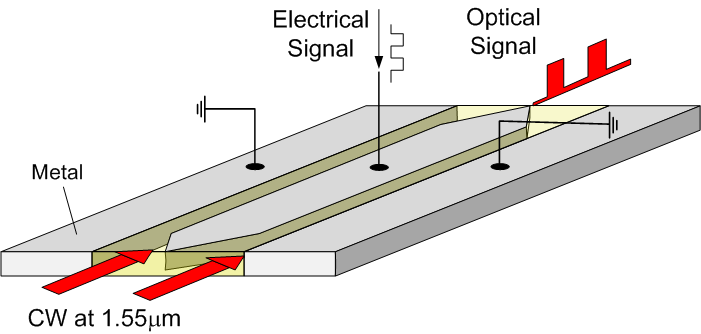 Electrical
Signal
Optical
Signal
Metal
CW at 1.55μm